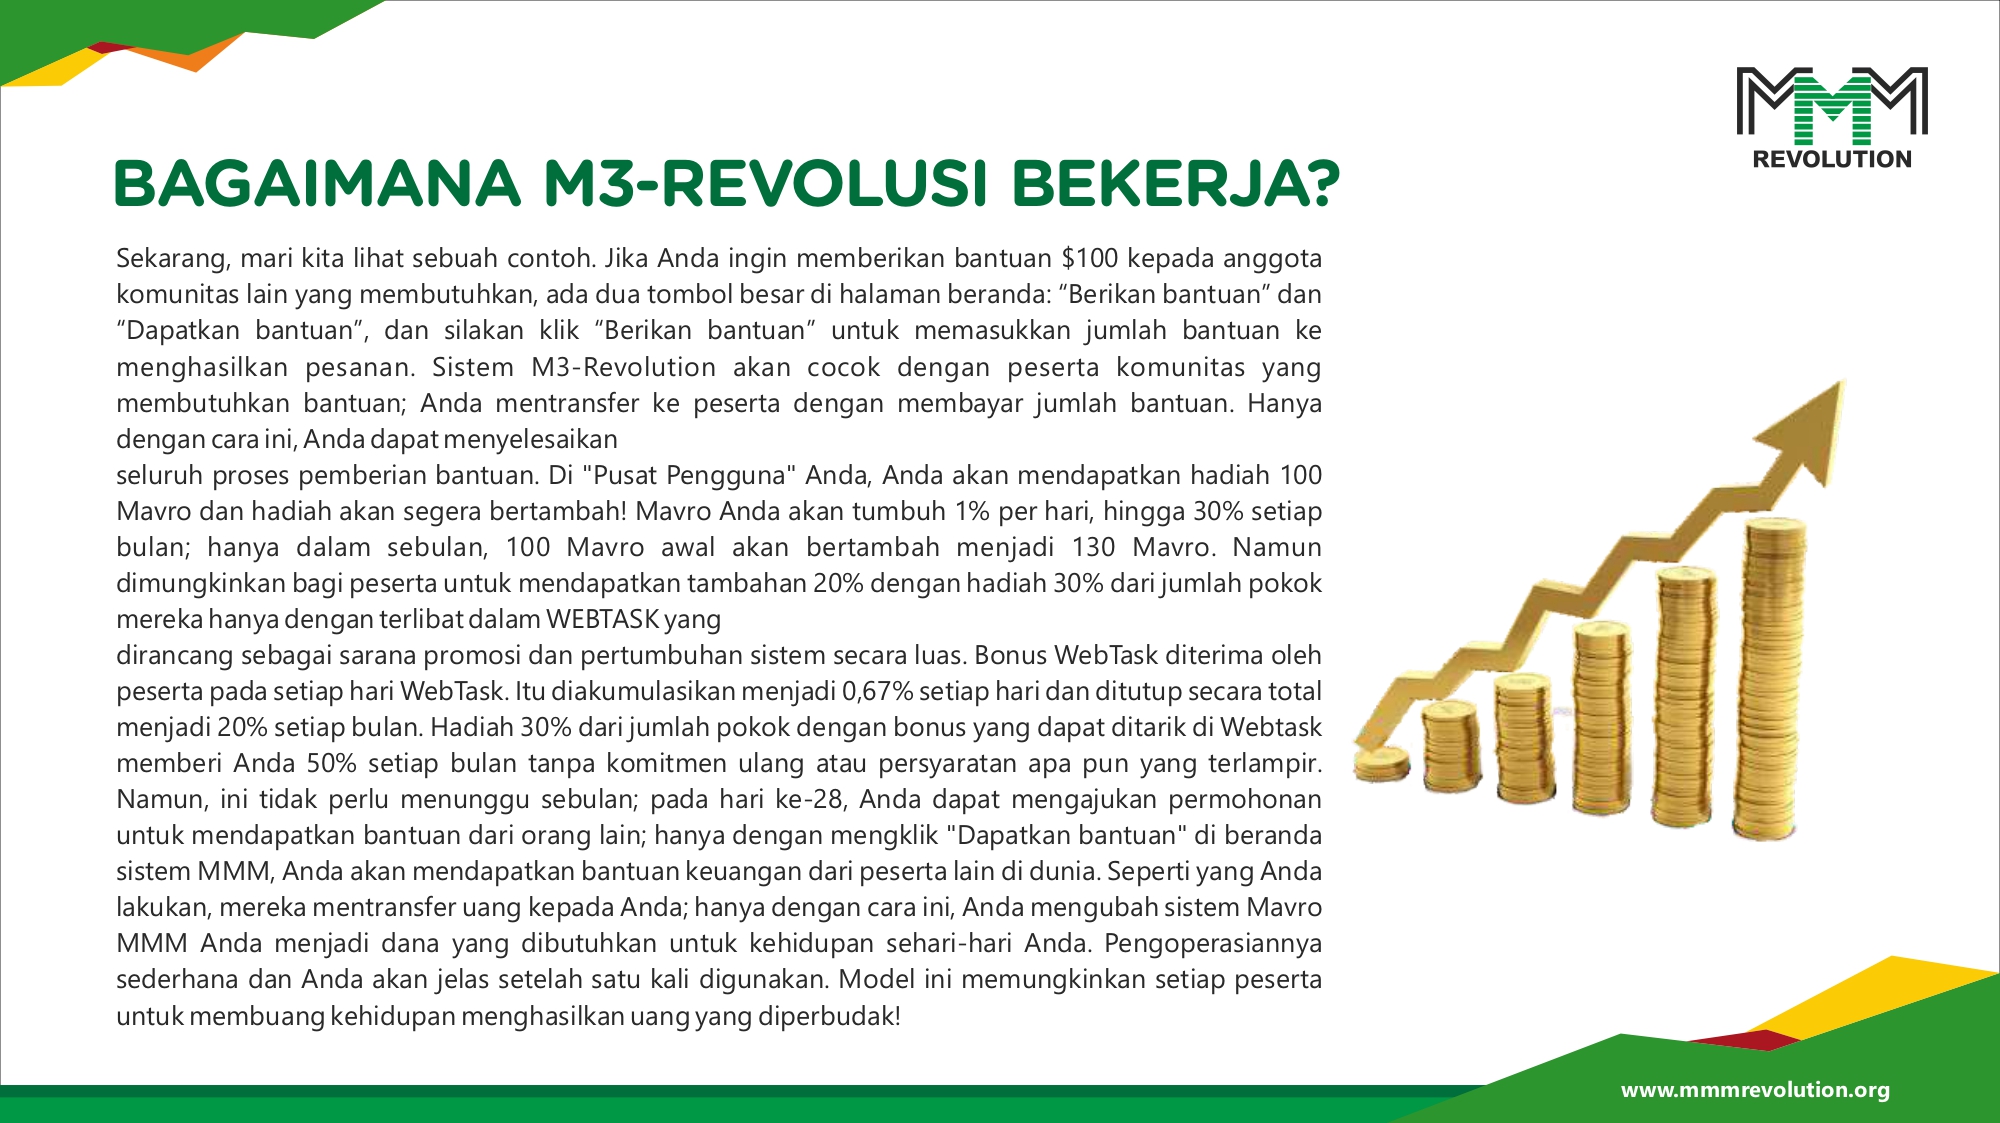 MMM
REVOLUTION
BAGAIMANA M3-REVOLUSI BEKERJA?
Sekarang, mari kita lihat sebuah contoh. Jika Anda ingin memberikan bantuan $100 kepada anggota
komunitas lain yang membutuhkan, ada dua tombol besar di halaman beranda: “Berikan bantuan” dan
“Dapatkan bantuan”, dan silakan klik “Berikan bantuan” untuk memasukkan jumlah bantuan ke
menghasilkan pesanan. Sistem M3-Revolution akan cocok dengan peserta komunitas yang
membutuhkan bantuan; Anda mentransfer ke peserta dengan membayar jumlah bantuan. Hanya
dengan cara ini, Anda dapat menyelesaikan
seluruh proses pemberian bantuan. Di "Pusat Pengguna" Anda, Anda akan mendapatkan hadiah 100
Mavro dan hadiah akan segera bertambah! Mavro Anda akan tumbuh 1% per hari, hingga 30% setiap
bulan; hanya dalam sebulan, 100 Mavro awal akan bertambah menjadi 130 Mavro. Namun
dimungkinkan bagi peserta untuk mendapatkan tambahan 20% dengan hadiah 30% dari jumlah pokok
mereka hanya dengan terlibat dalam WEBTASK yang
dirancang sebagai sarana promosi dan pertumbuhan sistem secara luas. Bonus WebTask diterima oleh
peserta pada setiap hari WebTask. Itu diakumulasikan menjadi 0,67% setiap hari dan ditutup secara total
menjadi 20% setiap bulan. Hadiah 30% dari jumlah pokok dengan bonus yang dapat ditarik di Webtask
memberi Anda 50% setiap bulan tanpa komitmen ulang atau persyaratan apa pun yang terlampir.
Namun, ini tidak perlu menunggu sebulan; pada hari ke-28, Anda dapat mengajukan permohonan
untuk mendapatkan bantuan dari orang lain; hanya dengan mengklik "Dapatkan bantuan" di beranda
sistem MMM, Anda akan mendapatkan bantuan keuangan dari peserta lain di dunia. Seperti yang Anda
lakukan, mereka mentransfer uang kepada Anda; hanya dengan cara ini, Anda mengubah sistem Mavro
MMM Anda menjadi dana yang dibutuhkan untuk kehidupan sehari-hari Anda. Pengoperasiannya
sederhana dan Anda akan jelas setelah satu kali digunakan. Model ini memungkinkan setiap peserta
untuk membuang kehidupan menghasilkan uang yang diperbudak!
www.mmmrevolution.org